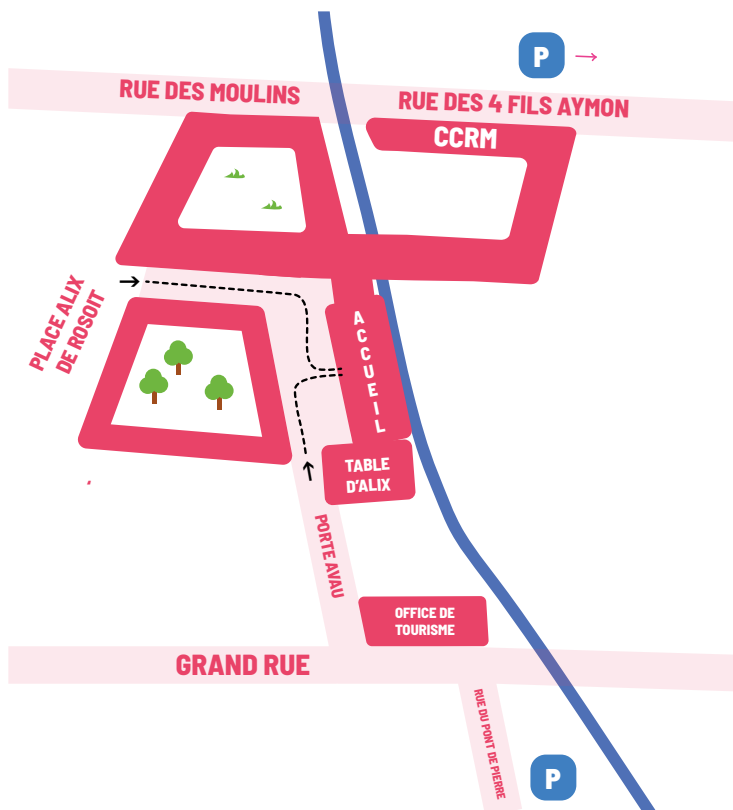 P →
RUE DES MOULINS
RUE DES 4 FILS AYMON
CCRM
PLACE ALIX
DE ROSOIT
ACCUEIL
TABLE
D'ALIX
PORTE AVAU
OFFICE DE
TOURISME
GRAND RUE
RUE DU PONT DE PIERRE
P